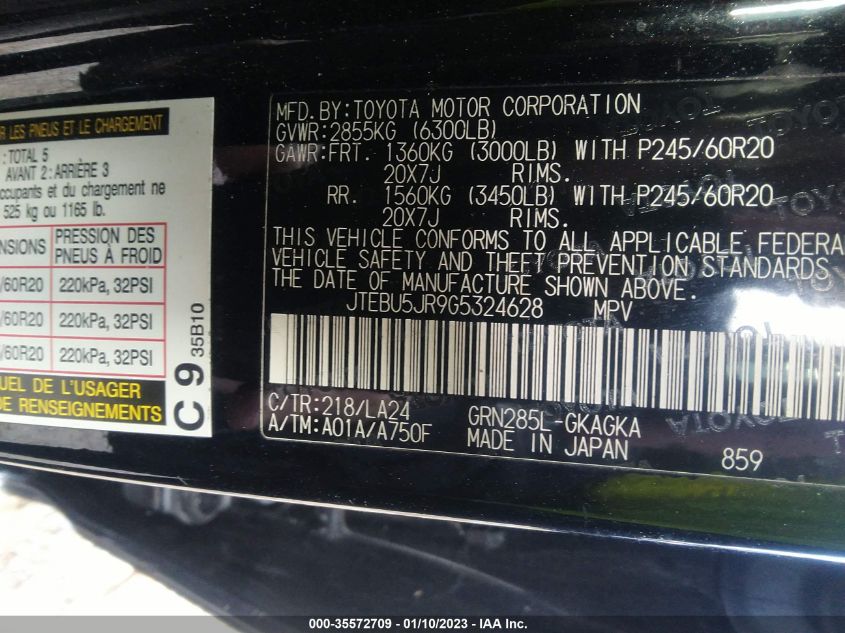 R LES PNEUS ET LE CHARGEMENT
: TOTAL 5
AVANT 2: ARRIÈRE 3
occupants et du chargement ne
525 kg ou 1165 lb.
ENSIONS PRESSION DES PNEUS À FROID
/60R20 220kPa, 32PSI
/60R20 220kPa, 32PSI
/60R20 220kPa, 32PSI
UEL DE L'USAGER
DE RENSEIGNEMENTS
C 9 35B10
MFD. BY:TOYOTA MOTOR CORPORATION
GVWR:2855KG (6300LB)
GAWR:FRT. 1360KG (3000LB) WITH P245/60R20
20X7J RIMS.
RR. 1560KG (3450LB) WITH P245/60R20
20X7J RIMS.
THIS VEHICLE CONFORMS TO ALL APPLICABLE FEDERA
VEHICLE SAFETY AND THEFT PREVENTION STANDARDS
THE DATE OF MANUFACTURE SHOWN ABOVE.
JTEBU5JR9G5324628 MPV
C/TR:218/LA24 GRN285L-GKAGKA
A/TM:A01A/A750F MADE IN JAPAN 859
000-35572709 - 01/10/2023 - IAA Inc.